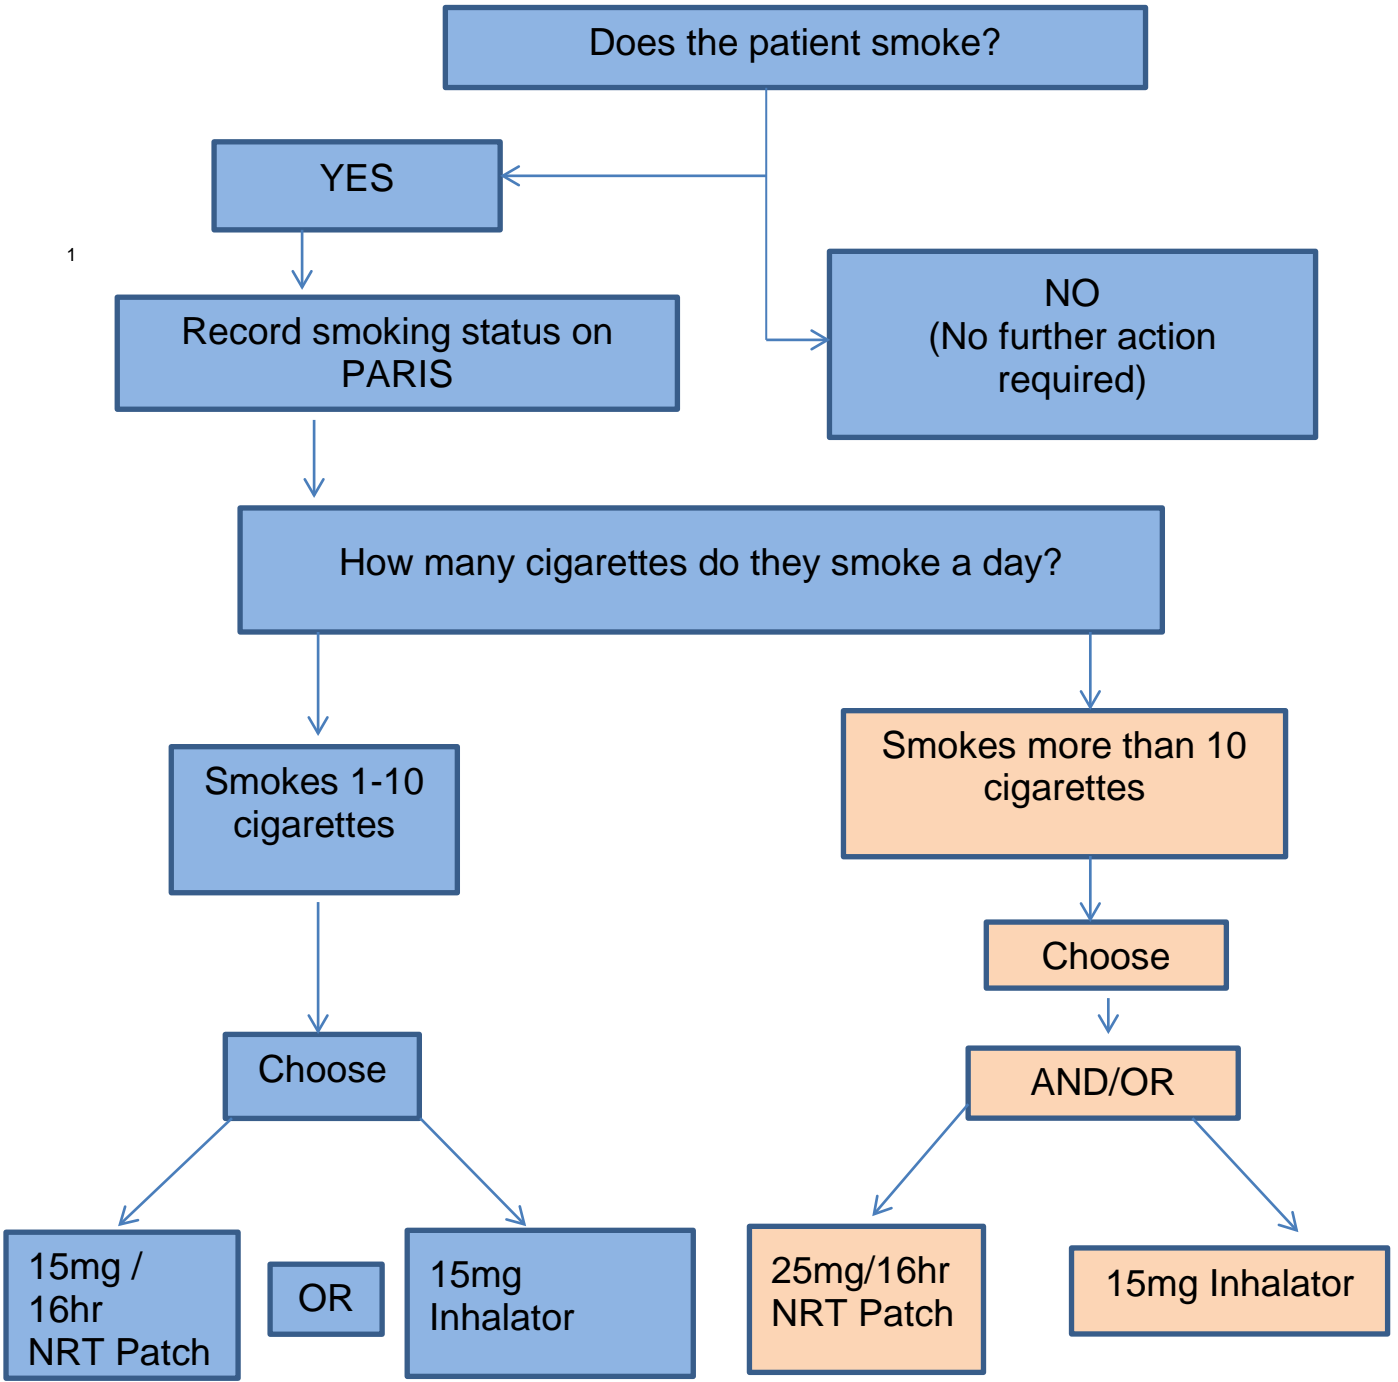 Does the patient smoke?
YES
1
NO
(No further action
required)
Record smoking status on
PARIS
How many cigarettes do they smoke a day?
Smokes 1-10
cigarettes
Smokes more than 10
cigarettes
Choose
Choose
AND/OR
15mg /
16hr
NRT Patch
OR
15mg
Inhalator
25mg/16hr
NRT Patch
15mg Inhalator